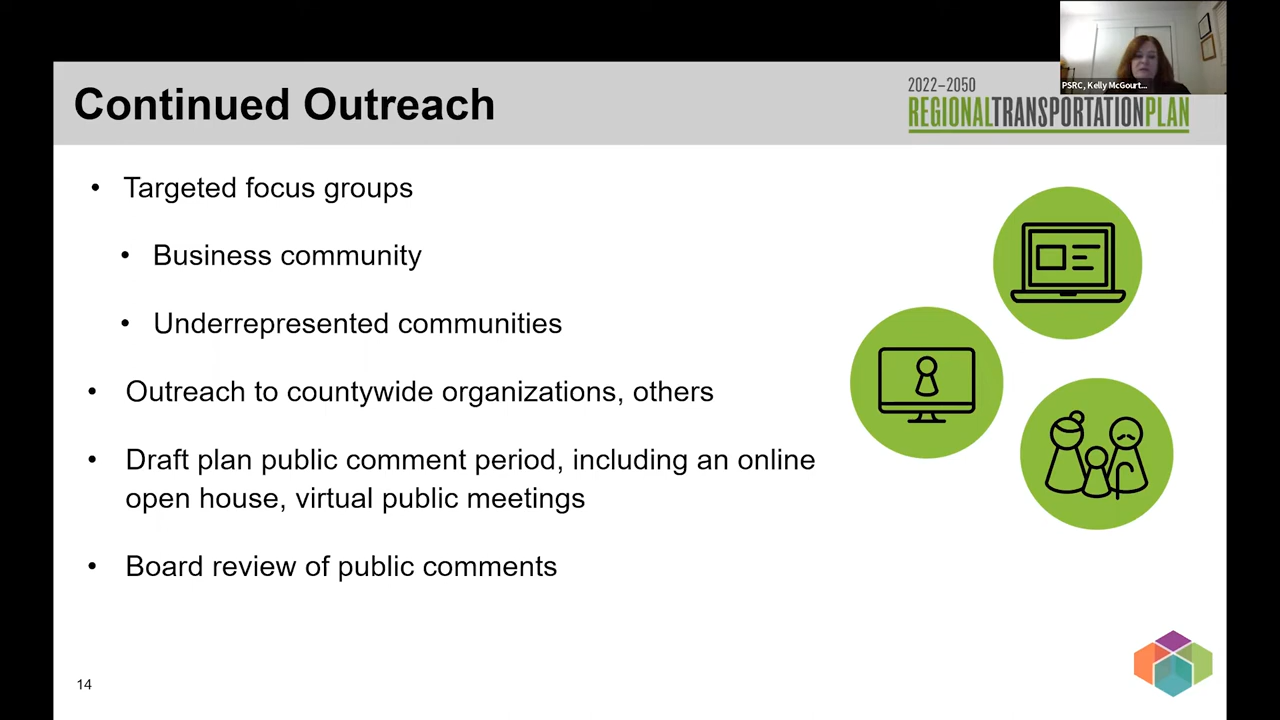 PSRC, Kelly McGourt...
Continued Outreach
2022–2050
REGIONALTRANSPORTATIONPLAN
• Targeted focus groups
• Business community
• Underrepresented communities
• Outreach to countywide organizations, others
• Draft plan public comment period, including an online
open house, virtual public meetings
• Board review of public comments
14